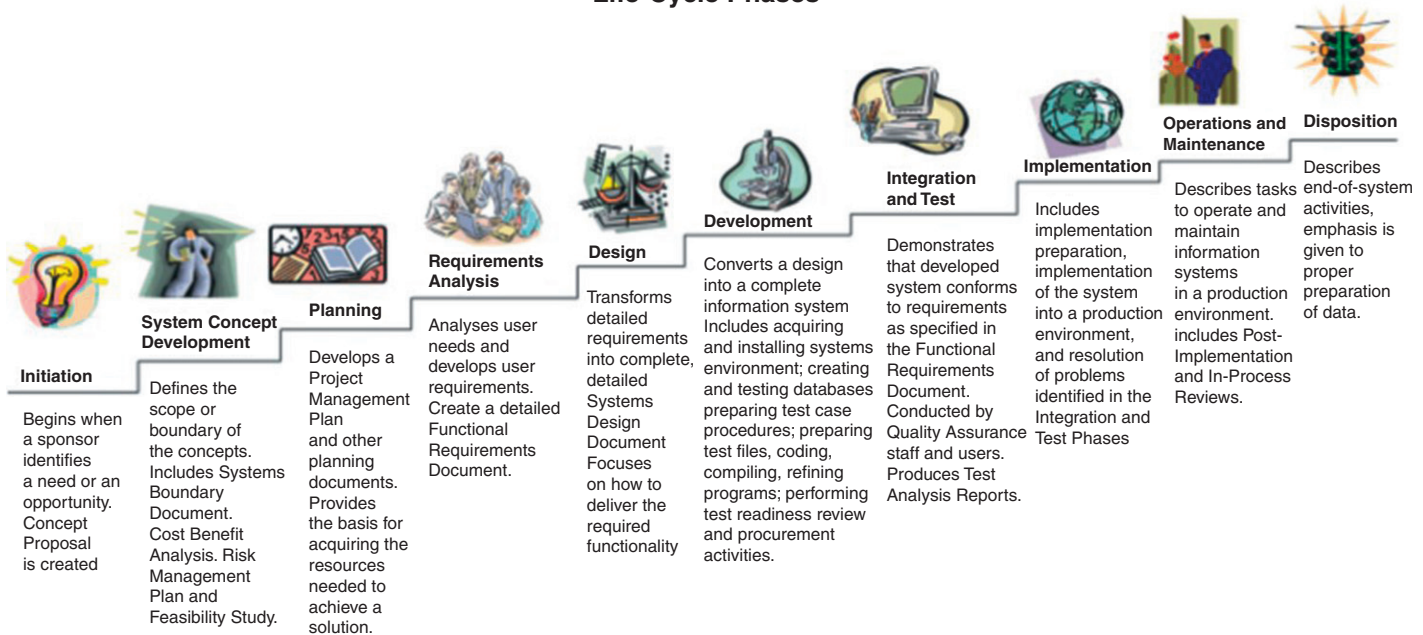 Life-Cycle Phases
Initiation
Begins when
a sponsor
identifies
a need or an
opportunity.
Concept
Proposal
is created
System Concept
Development
Defines the
scope or
boundary of
the concepts.
Includes Systems
Boundary
Document.
Cost Benefit
Analysis. Risk
Management
Plan and
Feasibility Study.
Planning
Develops a
Project
Management
Plan
and other
planning
documents.
Provides
the basis for
acquiring the
resources
needed to
achieve a
solution.
Requirements
Analysis
Analyses user
needs and
develops user
requirements.
Create a detailed
Functional
Requirements
Document.
Design
Transforms
detailed
requirements
into complete,
detailed
Systems
Design
Document
Focuses
on how to
deliver the
required
functionality
Development
Converts a design
into a complete
information system
Includes acquiring
and installing systems
environment; creating
and testing databases
preparing test case
procedures; preparing
test files, coding,
compiling, refining
programs; performing
test readiness review
and procurement
activities.
Integration
and Test
Demonstrates
that developed
system conforms
to requirements
as specified in
the Functional
Requirements
Document.
Conducted by
Quality Assurance
staff and users.
Produces Test
Analysis Reports.
Implementation
Includes
implementation
preparation,
implementation
of the system
into a production
environment,
and resolution
of problems
identified in the
Integration and
Test Phases
Operations and
Maintenance
Describes tasks
to operate and
maintain
information
systems
in a production
environment.
includes Post-
Implementation
and In-Process
Reviews.
Disposition
Describes
end-of-system
activities,
emphasis is
given to
proper
preparation
of data.